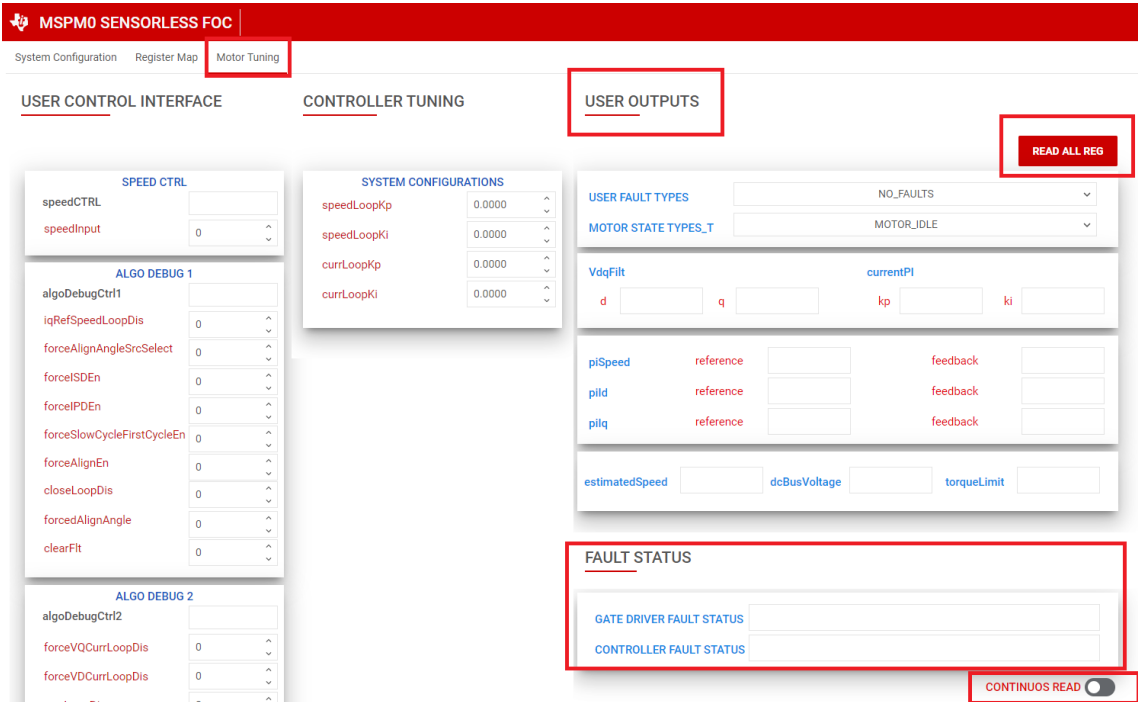 MSPM0 SENSORLESS FOC
System Configuration Register Map Motor Tuning
USER CONTROL INTERFACE
SPEED CTRL
speedCTRL
speedInput 0
ALGO DEBUG 1
algoDebugCtrl1
iqRefSpeedLoopDis 0
forceAlignAngleSrcSelect 0
forceISDEn 0
forceIPDEn 0
forceSlowCycleFirstCycleEn 0
forceAlignEn 0
closeLoopDis 0
forcedAlignAngle 0
clearFlt 0
ALGO DEBUG 2
algoDebugCtrl2
forceVQCurrLoopDis 0
forceVDCurrLoopDis 0
CONTROLLER TUNING
SYSTEM CONFIGURATIONS
speedLoopKp 0.0000
speedLoopKi 0.0000
currLoopKp 0.0000
currLoopKi 0.0000
USER OUTPUTS
READ ALL REG
USER FAULT TYPES NO_FAULTS
MOTOR STATE TYPES_T MOTOR_IDLE
VdqFilt currentPI
d q kp ki
piSpeed reference feedback
piId reference feedback
piIq reference feedback
estimatedSpeed dcBusVoltage torqueLimit
FAULT STATUS
GATE DRIVER FAULT STATUS
CONTROLLER FAULT STATUS
CONTINUOS READ